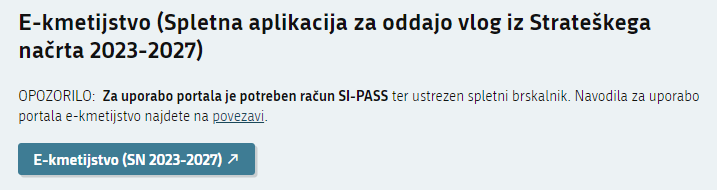 E-kmetijstvo (Spletna aplikacija za oddajo vlog iz Strateškega
načrta 2023-2027)
OPOZORILO: Za uporabo portala je potreben račun SI-PASS ter ustrezen spletni brskalnik. Navodila za uporabo
portala e-kmetijstvo najdete na povezavi.
E-kmetijstvo (SN 2023-2027) ↗